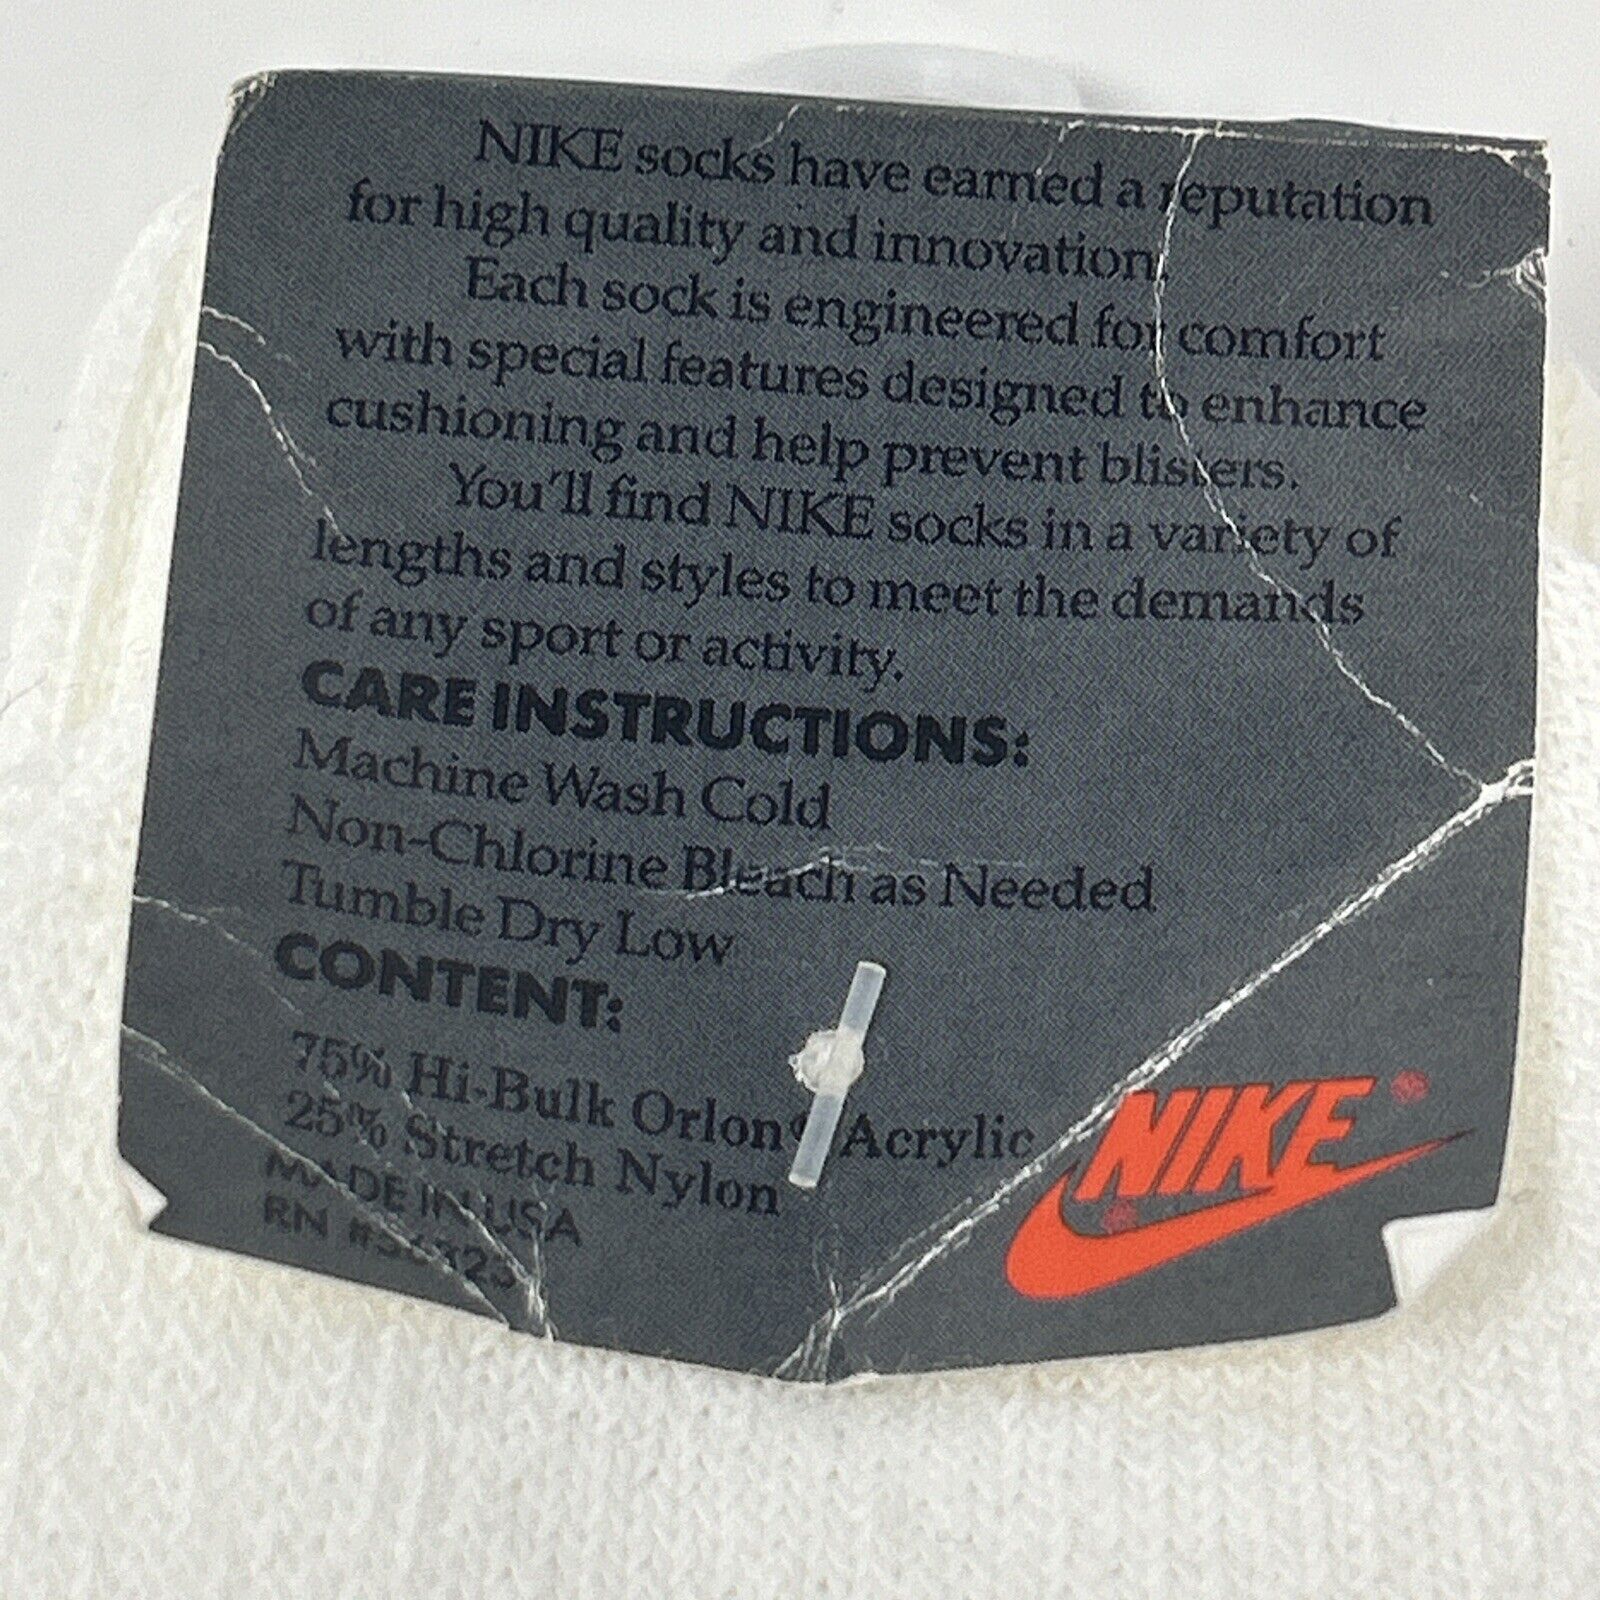 NIKE socks have earned a reputation
for high quality and innovation.
Each sock is engineered for comfort
with special features designed to enhance
cushioning and help prevent blisters.
You'll find NIKE socks in a variety of
lengths and styles to meet the demands
of any sport or activity.
CARE INSTRUCTIONS:
Machine Wash Cold
Non-Chlorine Bleach as Needed
Tumble Dry Low
CONTENT:
75% Hi-Bulk Orlon® Acrylic
25% Stretch Nylon
MADE IN USA
RN
NIKE ®